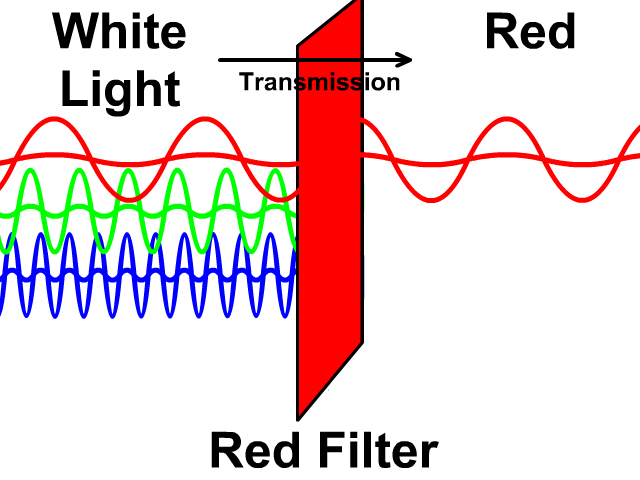 White
Light
Transmission
Red
Red Filter